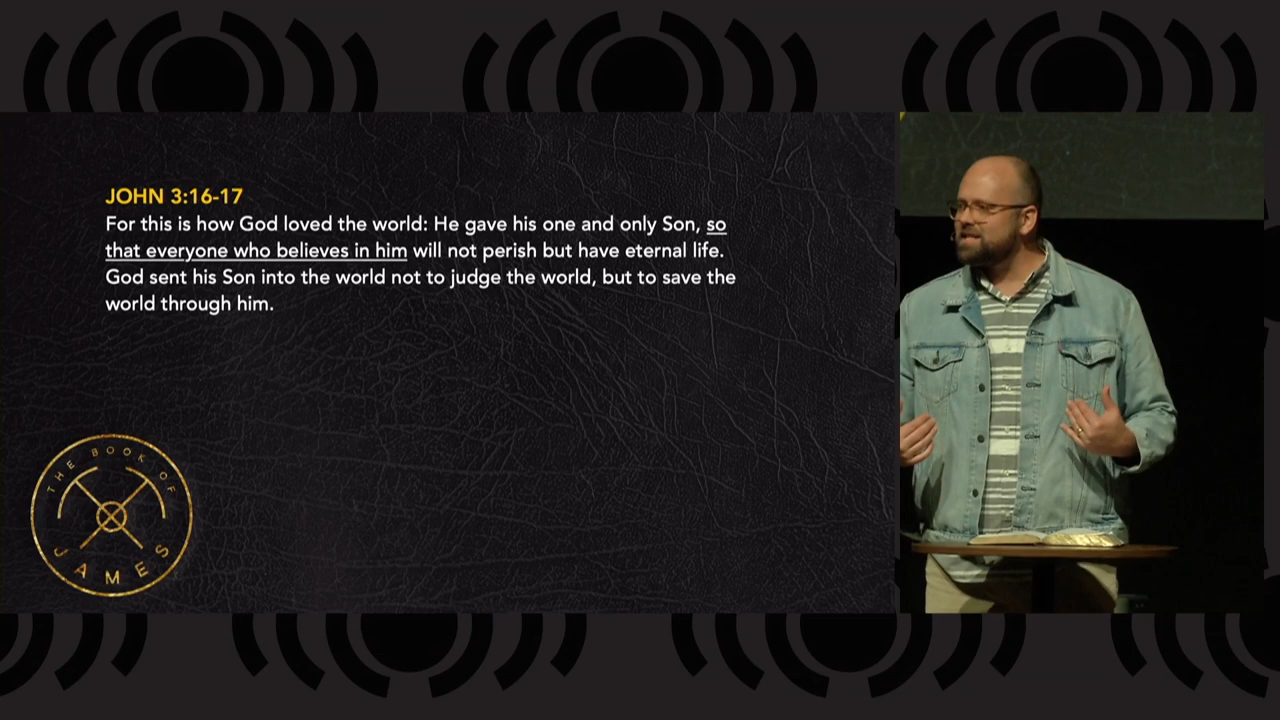 JOHN 3:16-17
For this is how God loved the world: He gave his one and only Son, so
that everyone who believes in him will not perish but have eternal life.
God sent his Son into the world not to judge the world, but to save the
world through him.
THE BOOK OF
JAMES